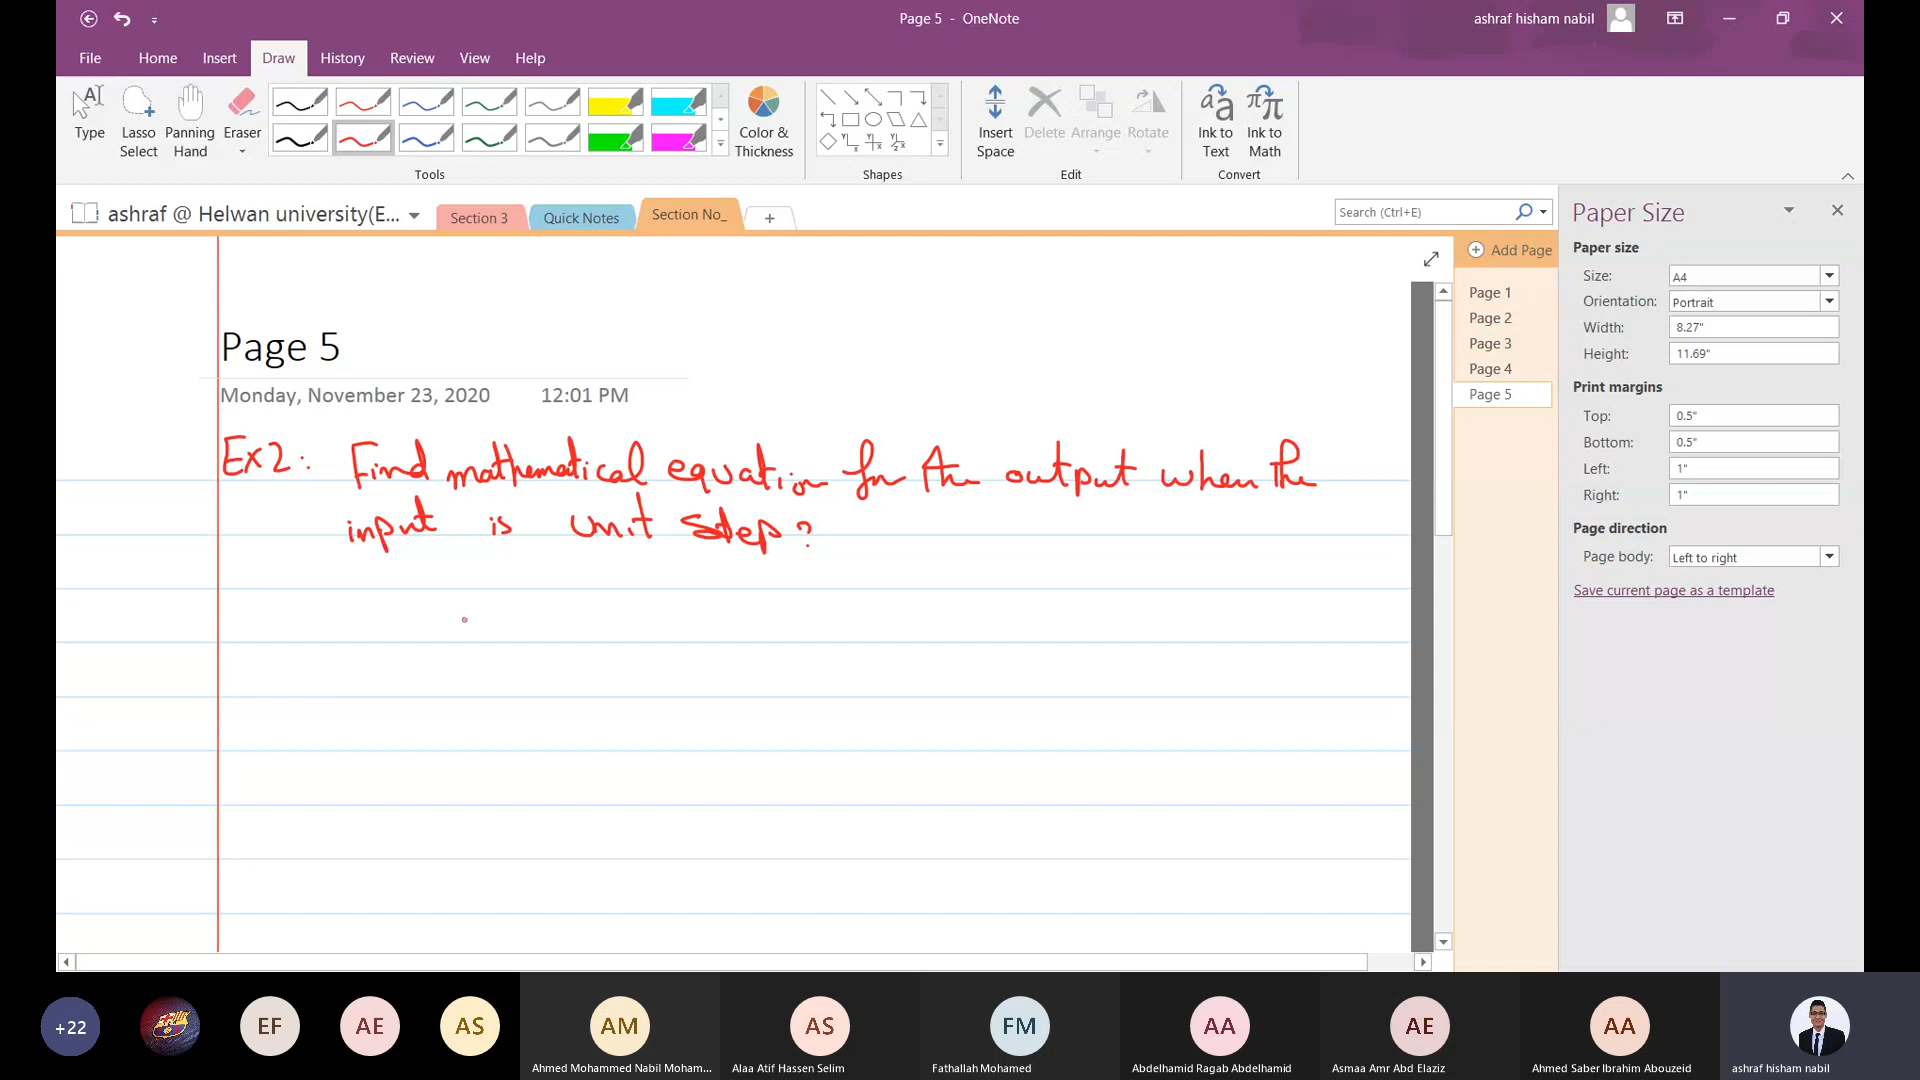 Page 5 - OneNote
ashraf hisham nabil
File Home Insert Draw History Review View Help
Type
Lasso Select
Panning Hand
Eraser
Color & Thickness
Insert Space
Delete
Arrange
Rotate
Ink to Text
Ink to Math
Tools
Shapes
Edit
Convert
ashraf @ Helwan university(E...
Section 3
Quick Notes
Section No_
Search (Ctrl+E)
Add Page
Page 1
Page 2
Page 3
Page 4
Page 5
Page 5
Monday, November 23, 2020 12:01 PM
Ex2: Find mathematical equation for the output when the
input is unit step?
Paper Size
Paper size
Size: A4
Orientation: Portrait
Width: 8.27"
Height: 11.69"
Print margins
Top: 0.5"
Bottom: 0.5"
Left: 1"
Right: 1"
Page direction
Page body: Left to right
Save current page as a template
+22
EF
AE
AS
AM
AS
FM
AA
AE
AA
Ahmed Mohammed Nabil Moham...
Alaa Atif Hassen Selim
Fathallah Mohamed
Abdelhamid Ragab Abdelhamid
Asmaa Amr Abd Elaziz
Ahmed Saber Ibrahim Abouzeid
ashraf hisham nabil